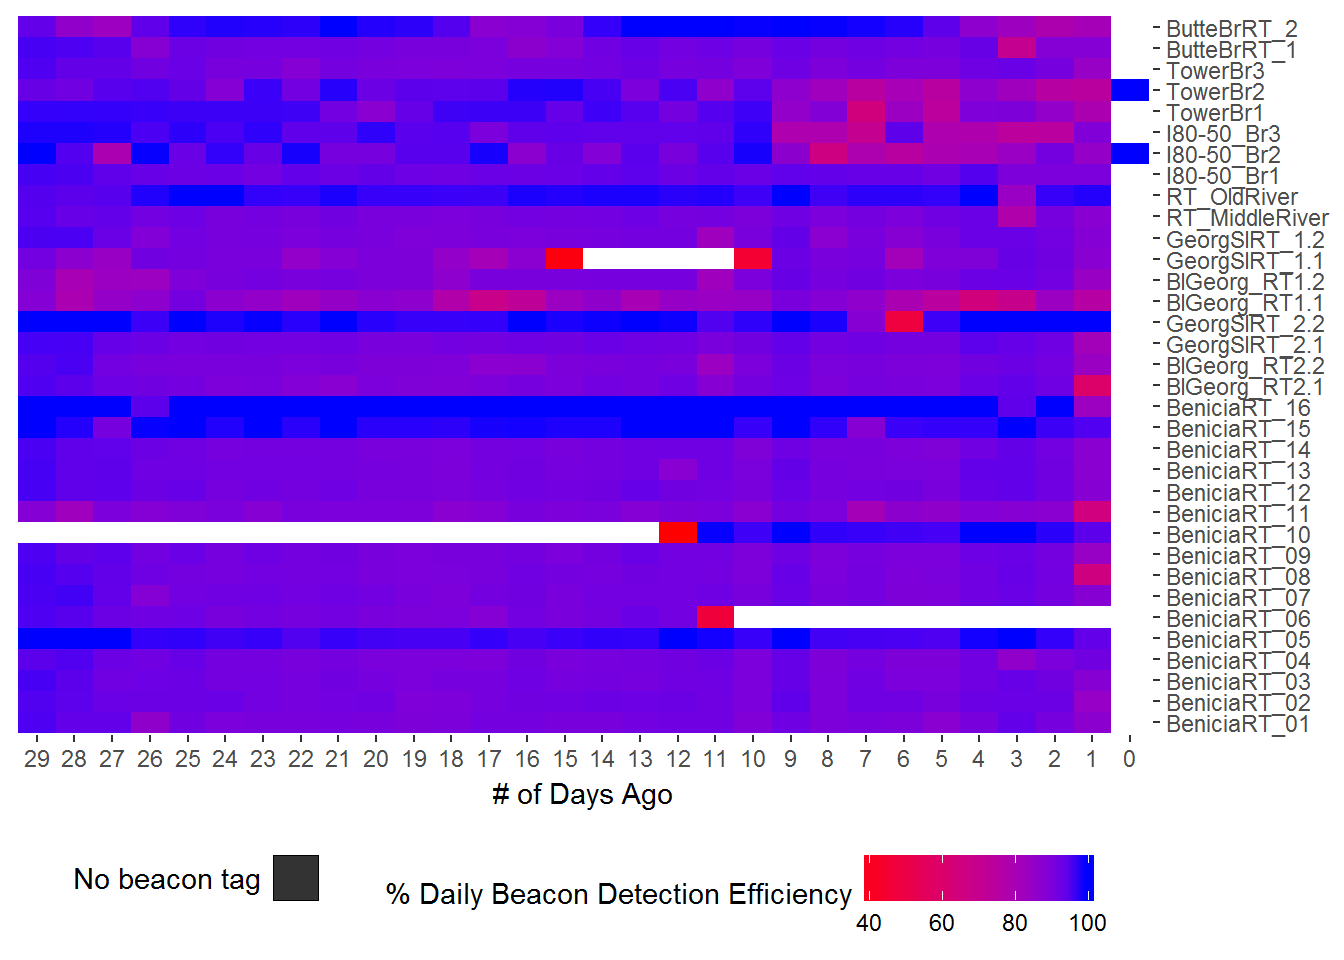 ButteBrRT_2
ButteBrRT_1
TowerBr3
TowerBr2
TowerBr1
I80-50_Br3
I80-50_Br2
I80-50_Br1
RT_OldRiver
RT_MiddleRiver
GeorgSlRT_1.2
GeorgSlRT_1.1
BlGeorg_RT1.2
BlGeorg_RT1.1
GeorgSlRT_2.2
GeorgSlRT_2.1
BlGeorg_RT2.2
BlGeorg_RT2.1
BeniciaRT_16
BeniciaRT_15
BeniciaRT_14
BeniciaRT_13
BeniciaRT_12
BeniciaRT_11
BeniciaRT_10
BeniciaRT_09
BeniciaRT_08
BeniciaRT_07
BeniciaRT_06
BeniciaRT_05
BeniciaRT_04
BeniciaRT_03
BeniciaRT_02
BeniciaRT_01
29 28 27 26 25 24 23 22 21 20 19 18 17 16 15 14 13 12 11 10 9 8 7 6 5 4 3 2 1 0
# of Days Ago
No beacon tag
% Daily Beacon Detection Efficiency
40 60 80 100